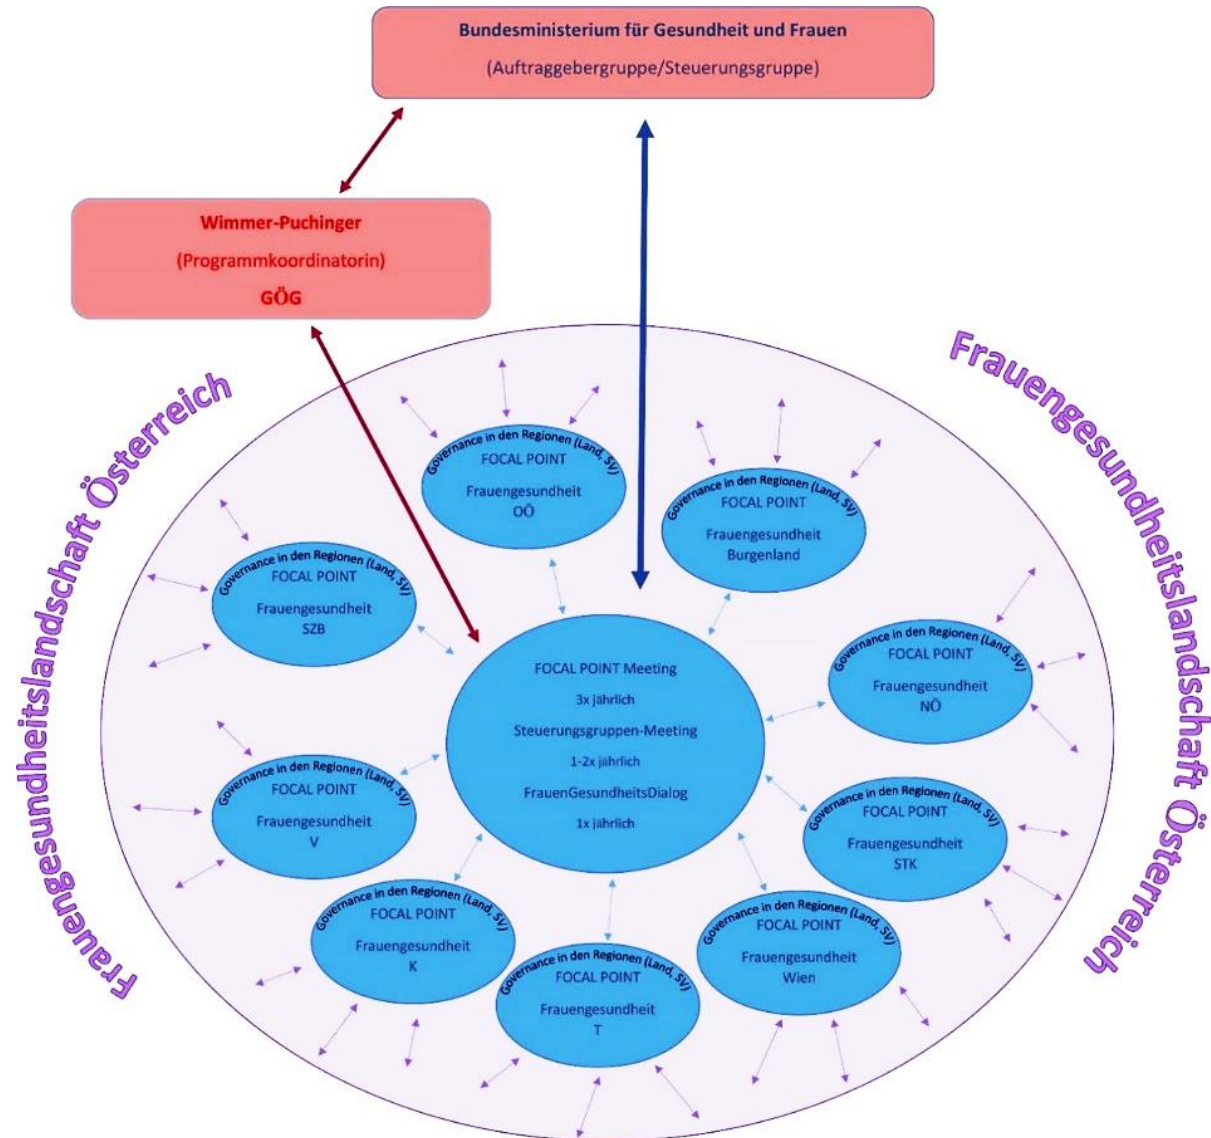 Bundesministerium für Gesundheit und Frauen
(Auftraggebergruppe/Steuerungsgruppe)
Wimmer-Puchinger
(Programmkoordinatorin)
GÖG
Frauengesundheitslandschaft Österreich
Frauengesundheitslandschaft Österreich
Governance in den Regionen (Land, SV)
FOCAL POINT
Frauengesundheit
OÖ
Governance in den Regionen (Land, SV)
FOCAL POINT
Frauengesundheit
Burgenland
Governance in den Regionen (Land, SV)
FOCAL POINT
Frauengesundheit
SZB
Governance in den Regionen (Land, SV)
FOCAL POINT
Frauengesundheit
NÖ
FOCAL POINT Meeting
3x jährlich
Steuerungsgruppen-Meeting
1-2x jährlich
FrauenGesundheitsDialog
1x jährlich
Governance in den Regionen (Land, SV)
FOCAL POINT
Frauengesundheit
V
Governance in den Regionen (Land, SV)
FOCAL POINT
Frauengesundheit
STK
Governance in den Regionen (Land, SV)
FOCAL POINT
Frauengesundheit
K
Governance in den Regionen (Land, SV)
FOCAL POINT
Frauengesundheit
Wien
Governance in den Regionen (Land, SV)
FOCAL POINT
Frauengesundheit
T